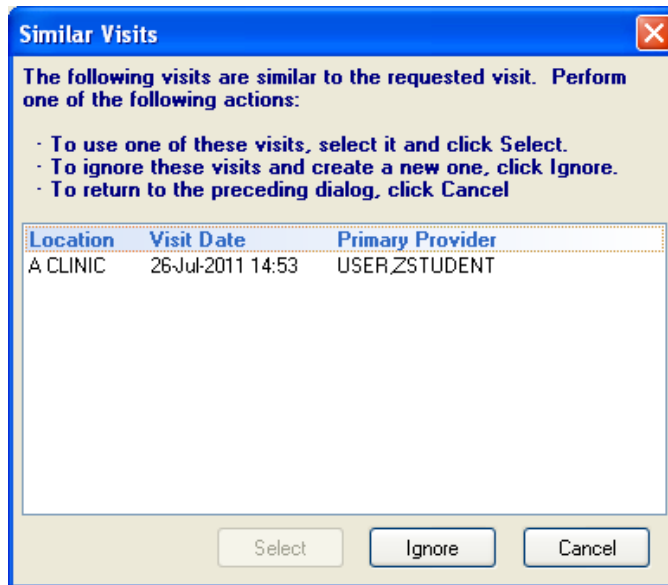 Similar Visits
The following visits are similar to the requested visit.  Perform
one of the following actions:
· To use one of these visits, select it and click Select.
· To ignore these visits and create a new one, click Ignore.
· To return to the preceding dialog, click Cancel
Location Visit Date Primary Provider
A CLINIC 26-Jul-2011 14:53 USER,ZSTUDENT
Select Ignore Cancel